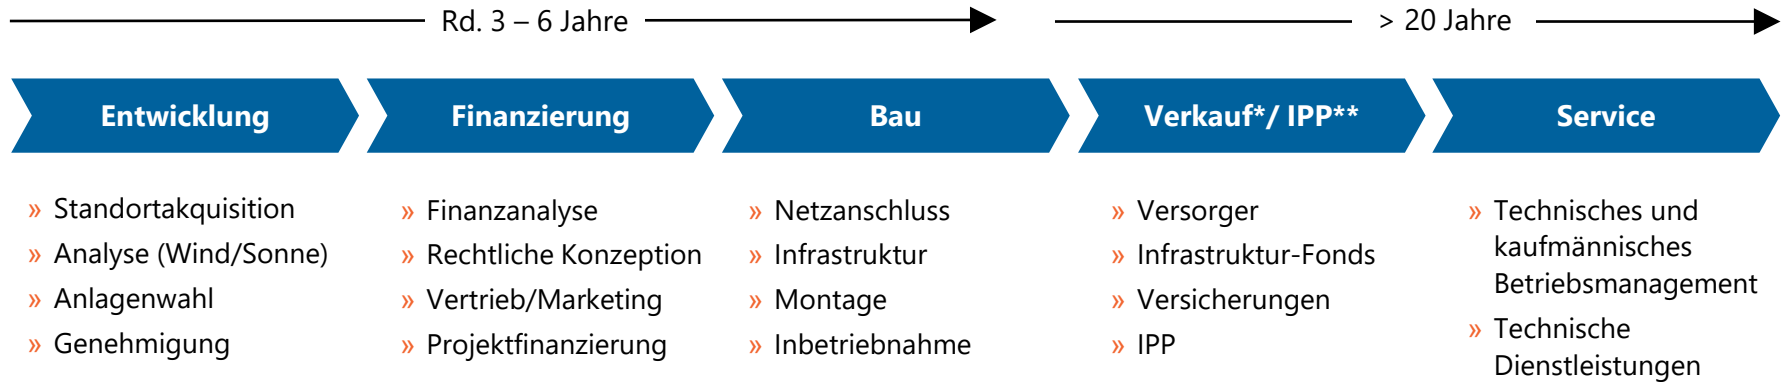 Rd. 3 – 6 Jahre
> 20 Jahre
Entwicklung
Finanzierung
Bau
Verkauf*/ IPP**
Service
» Standortakquisition
» Analyse (Wind/Sonne)
» Anlagenwahl
» Genehmigung
» Finanzanalyse
» Rechtliche Konzeption
» Vertrieb/Marketing
» Projektfinanzierung
» Netzanschluss
» Infrastruktur
» Montage
» Inbetriebnahme
» Versorger
» Infrastruktur-Fonds
» Versicherungen
» IPP
» Technisches und
kaufmännisches
Betriebsmanagement
» Technische
Dienstleistungen